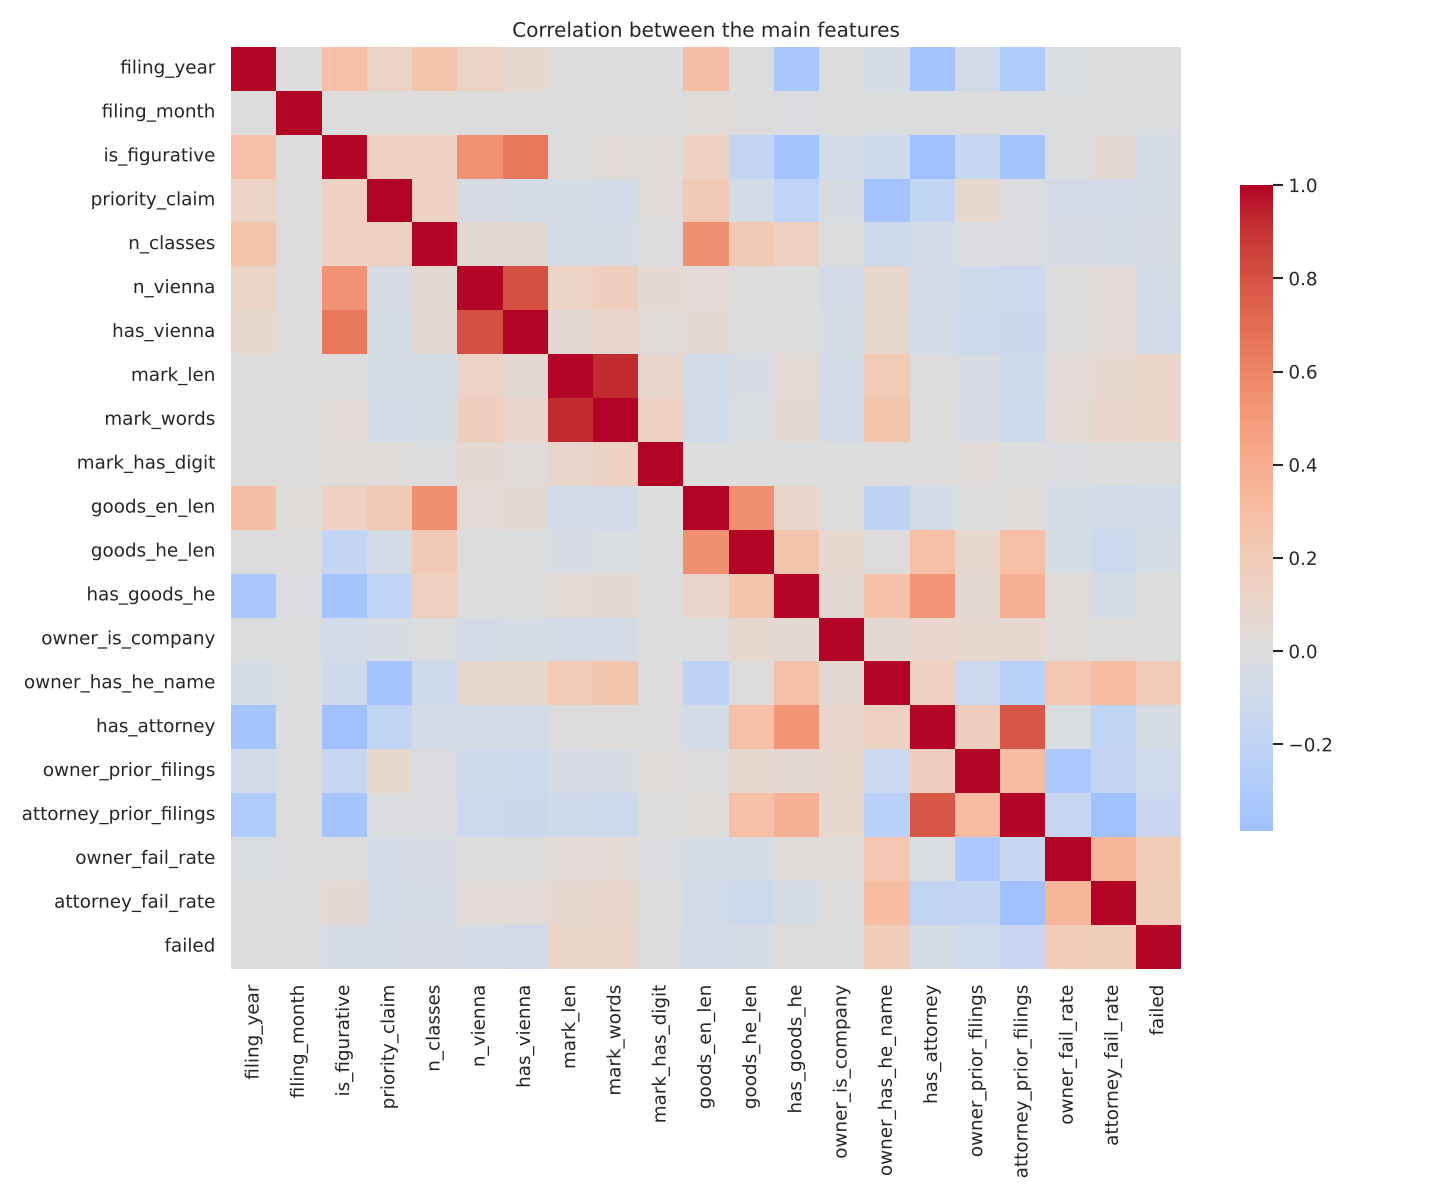 Correlation between the main features
filing_year
filing_month
is_figurative
priority_claim
n_classes
n_vienna
has_vienna
mark_len
mark_words
mark_has_digit
goods_en_len
goods_he_len
has_goods_he
owner_is_company
owner_has_he_name
has_attorney
owner_prior_filings
attorney_prior_filings
owner_fail_rate
attorney_fail_rate
failed
filing_year
filing_month
is_figurative
priority_claim
n_classes
n_vienna
has_vienna
mark_len
mark_words
mark_has_digit
goods_en_len
goods_he_len
has_goods_he
owner_is_company
owner_has_he_name
has_attorney
owner_prior_filings
attorney_prior_filings
owner_fail_rate
attorney_fail_rate
failed
1.0
0.8
0.6
0.4
0.2
0.0
−0.2